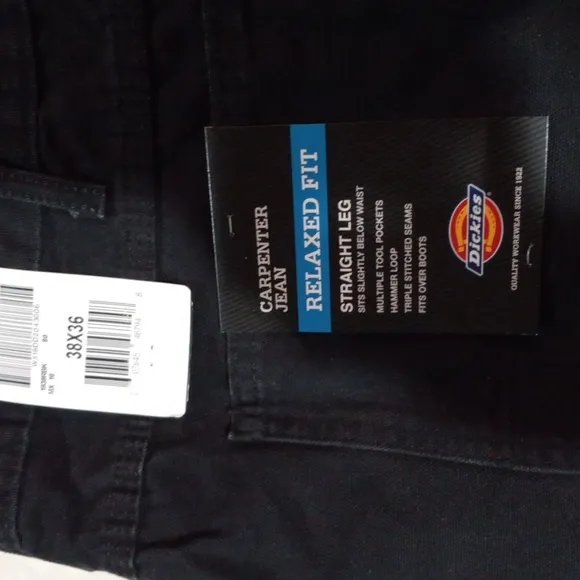 CARPENTER
JEAN
RELAXED FIT
STRAIGHT LEG
SITS SLIGHTLY BELOW WAIST
MULTIPLE TOOL POCKETS
HAMMER LOOP
TRIPLE STITCHED SEAMS
FITS OVER BOOTS
Dickies
QUALITY WORKWEAR SINCE 1922
38X36